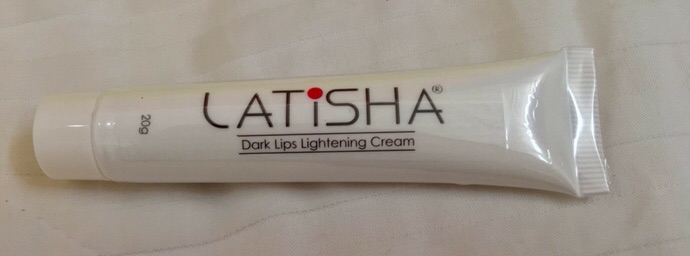 LATiSHA®
Dark Lips Lightening Cream
20g